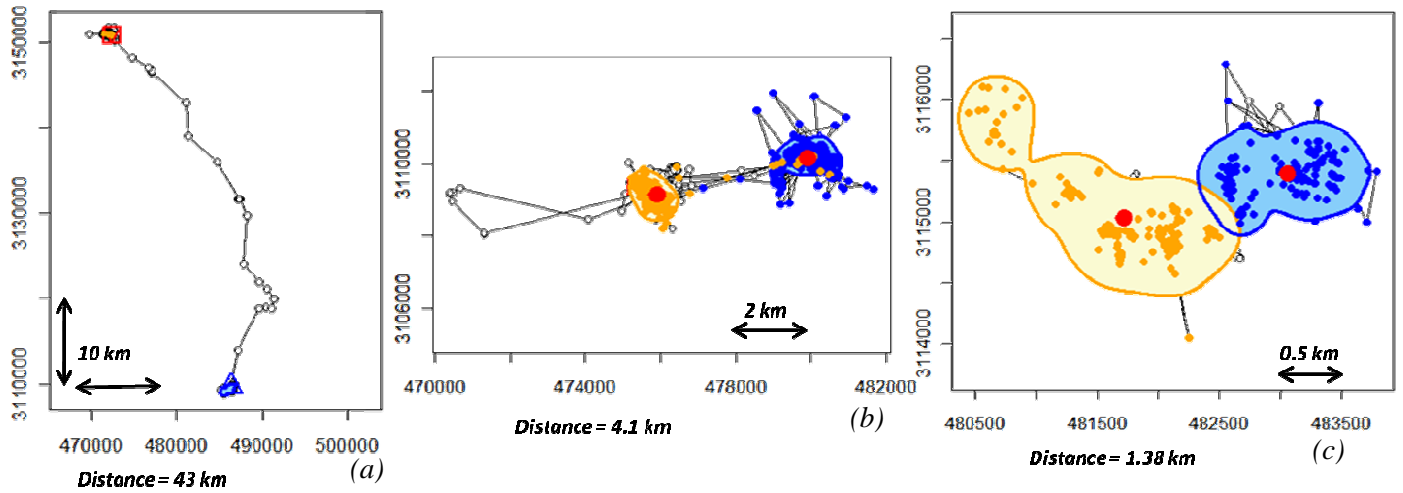 3150000
3130000
3110000
10 km
470000 480000 490000 500000
Distance = 43 km
(a)
3110000
3106000
2 km
470000 474000 478000 482000
Distance = 4.1 km
(b)
3116000
3115000
3114000
0.5 km
480500 481500 482500 483500
Distance = 1.38 km
(c)